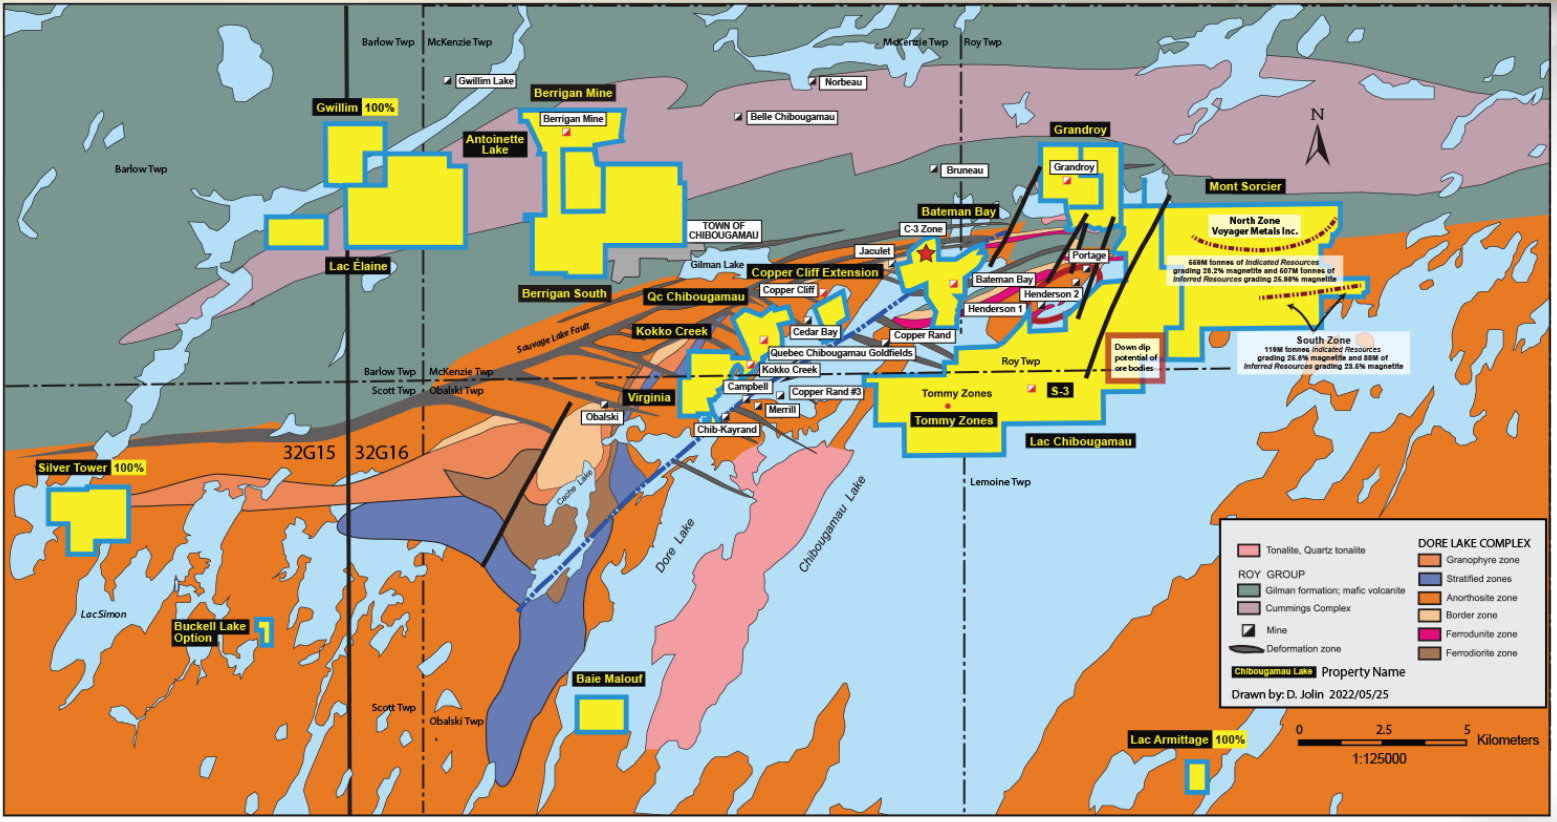 Barlow Twp
McKenzie Twp
McKenzie Twp
Roy Twp
Gwillim Lake
Norbeau
Berrigan Mine
Gwillim 100%
Berrigan Mine
Belle Chibougamau
N
Antoinette
Lake
Grandroy
Barlow Twp
Bruneau
Grandroy
Mont Sorcier
Bateman Bay
North Zone
Voyager Metals Inc.
C-3 Zone
TOWN OF
CHIBOUGAMAU
Jaculet
Portage
Lac Élaine
Gilman Lake
Copper Cliff Extension
669M tonnes of Indicated Resources
grading 28.2% magnetite and 607M tonnes of
Inferred Resources grading 26.98% magnetite
Bateman Bay
Berrigan South
Qc Chibougamau
Copper Cliff
Henderson 2
Henderson 1
Kokko Creek
Cedar Bay
Copper Rand
Sauvage Lake Fault
South Zone
119M tonnes Indicated Resources
grading 26.8% magnetite and 88M of
Inferred Resources grading 23.5% magnetite
Down dip
potential of
ore bodies
Quebec Chibougamau Goldfields
Roy Twp
Barlow Twp
McKenzie Twp
Kokko Creek
Scott Twp
Obalski Twp
Campbell
Copper Rand #3
Virginia
Tommy Zones
S-3
Merrill
Obalski
Tommy Zones
Chib-Kayrand
Lac Chibougamau
32G15
32G16
Silver Tower 100%
Cache Lake
Lemoine Twp
Dore Lake
Chibougamau Lake
Lac Simon
Buckell Lake
Option
Baie Malouf
Scott Twp
Obalski Twp
Lac Armittage 100%
Tonalite, Quartz tonalite
ROY GROUP
Gilman formation; mafic volcanite
Cummings Complex
Mine
Deformation zone
DORE LAKE COMPLEX
Granophyre zone
Stratified zones
Anorthosite zone
Border zone
Ferrodunite zone
Ferrodiorite zone
Chibougamau Lake Property Name
Drawn by: D. Jolin 2022/05/25
0 2.5 5
Kilometers
1:125000